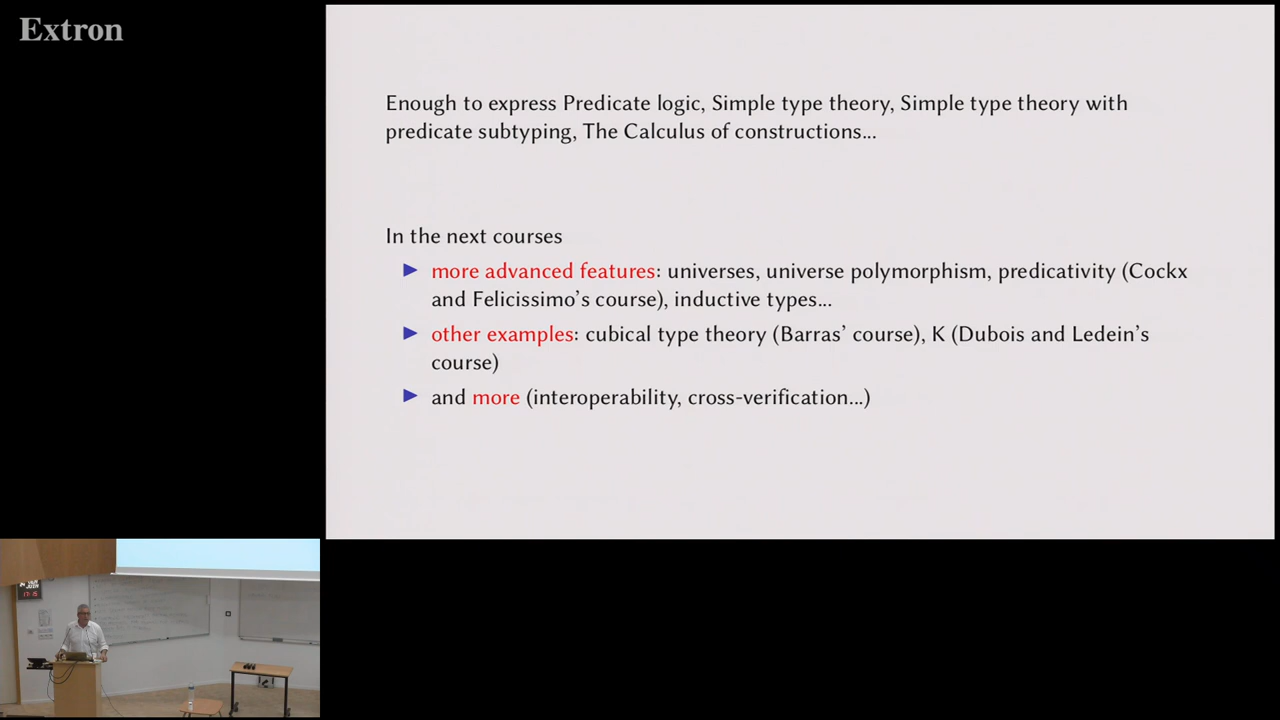 Extron
Enough to express Predicate logic, Simple type theory, Simple type theory with
predicate subtyping, The Calculus of constructions...
In the next courses
more advanced features: universes, universe polymorphism, predicativity (Cockx
and Felicissimo's course), inductive types...
other examples: cubical type theory (Barras' course), K (Dubois and Ledein's
course)
and more (interoperability, cross-verification...)